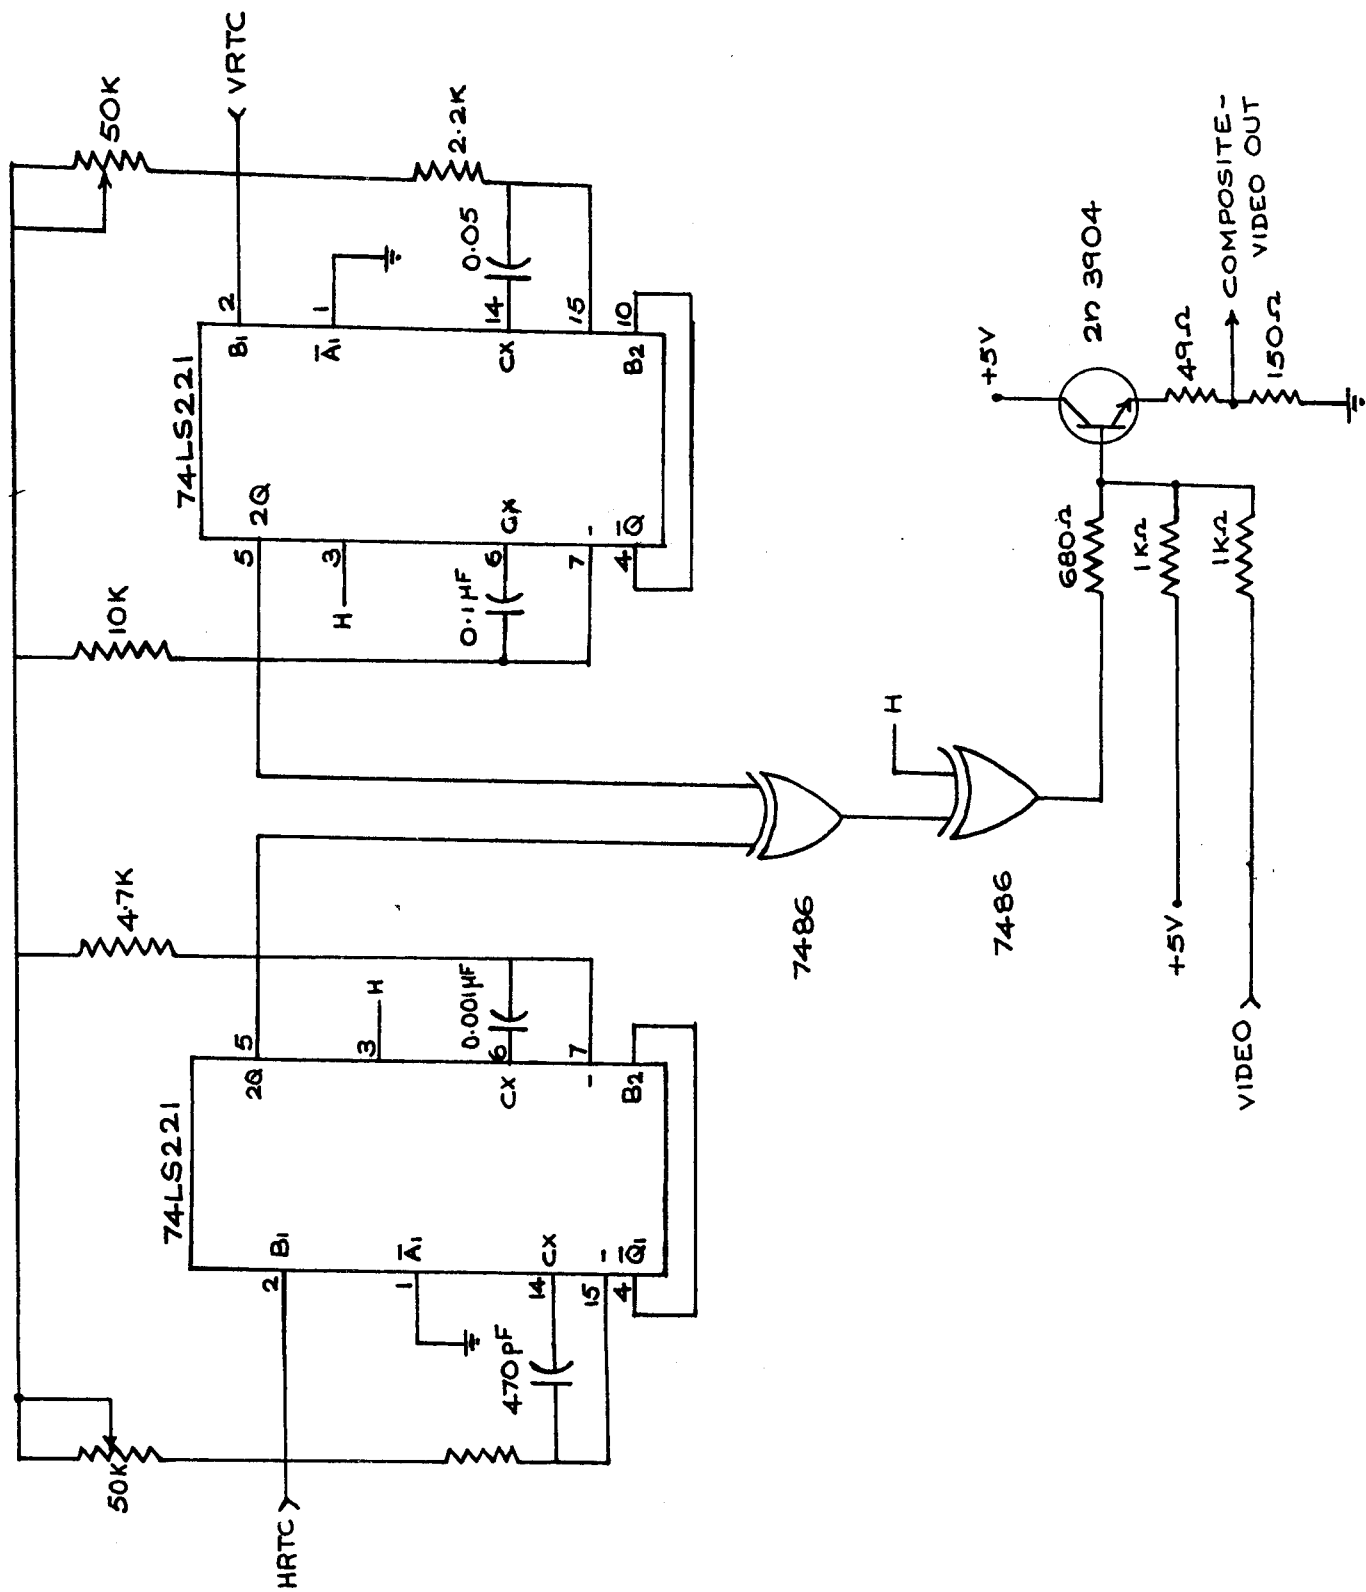 50K
4.7K
10K
50K
HRTC
VRTC
74LS221
2
B1
2Q
5
1
A̅1
3
H
14
CX
CX
6
470pF
0.001µF
15
-
-
7
4
Q̅1
B2
74LS221
5
2Q
B1
2
3
H
A̅1
1
6
CX
CX
14
0.1µF
0.05
2.2K
7
-
15
4
Q̅
B2
10
7486
H
7486
680Ω
+5V
1KΩ
VIDEO
1KΩ
+5V
2n 3904
49Ω
COMPOSITE-
VIDEO OUT
150Ω